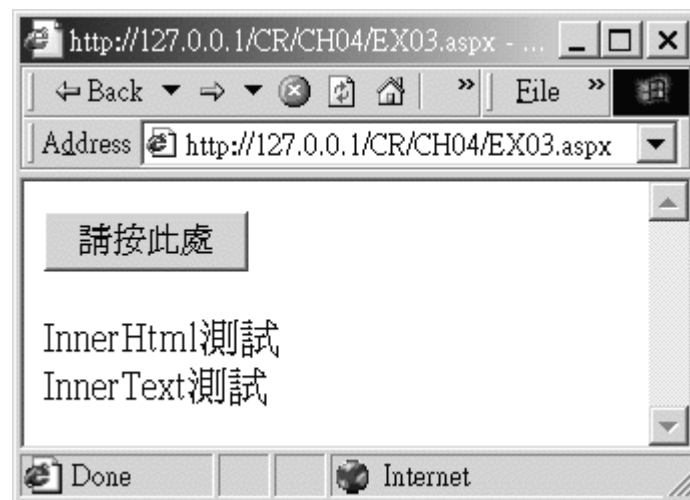 http://127.0.0.1/CR/CH04/EX03.aspx - ...
Back » File »
Address http://127.0.0.1/CR/CH04/EX03.aspx
請按此處
InnerHtml測試
InnerText測試
Done Internet